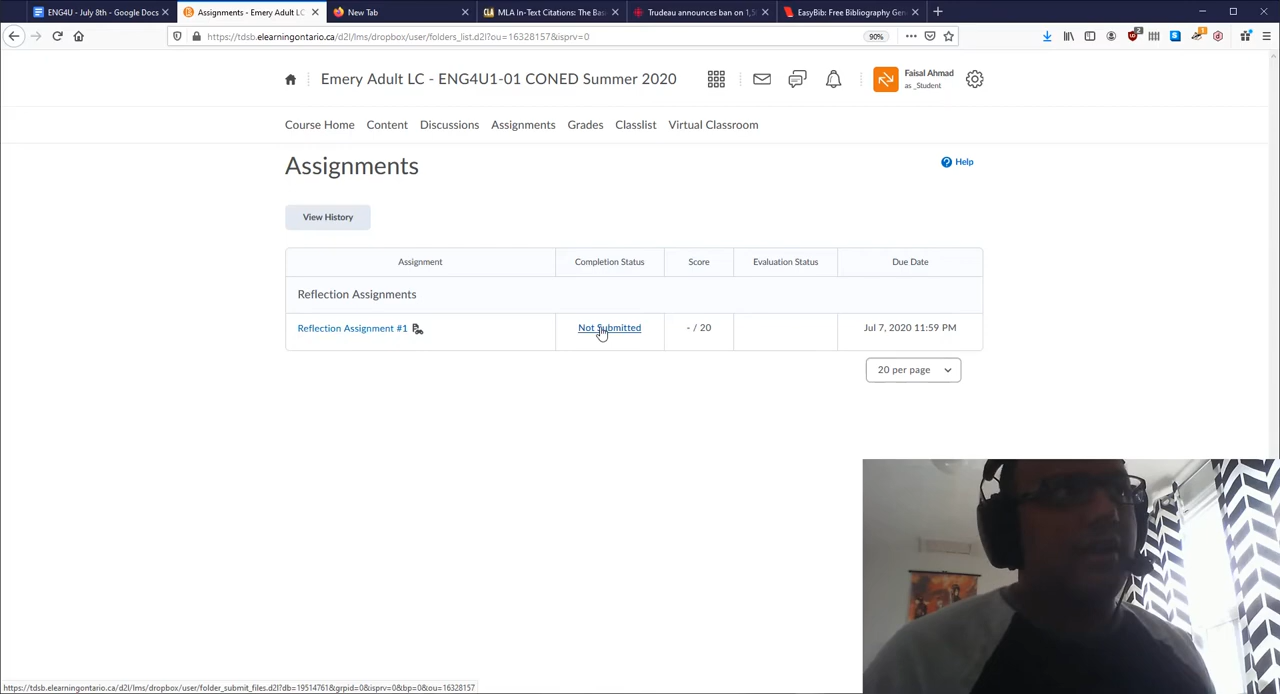 ENG4U - July 8th - Google Docs
Assignments - Emery Adult LC
New Tab
MLA In-Text Citations: The Bas
Trudeau announces ban on 1,5
EasyBib: Free Bibliography Gen
https://tdsb.elearningontario.ca/d2l/lms/dropbox/user/folders_list.d2l?ou=16328157&isprv=0
90%
Emery Adult LC - ENG4U1-01 CONED Summer 2020
Faisal Ahmad
as _Student
Course Home Content Discussions Assignments Grades Classlist Virtual Classroom
Assignments
Help
View History
Assignment Completion Status Score Evaluation Status Due Date
Reflection Assignments
Reflection Assignment #1 Not Submitted - / 20 Jul 7, 2020 11:59 PM
20 per page
https://tdsb.elearningontario.ca/d2l/lms/dropbox/user/folder_submit_files.d2l?db=19514761&grpid=0&isprv=0&bp=0&ou=16328157